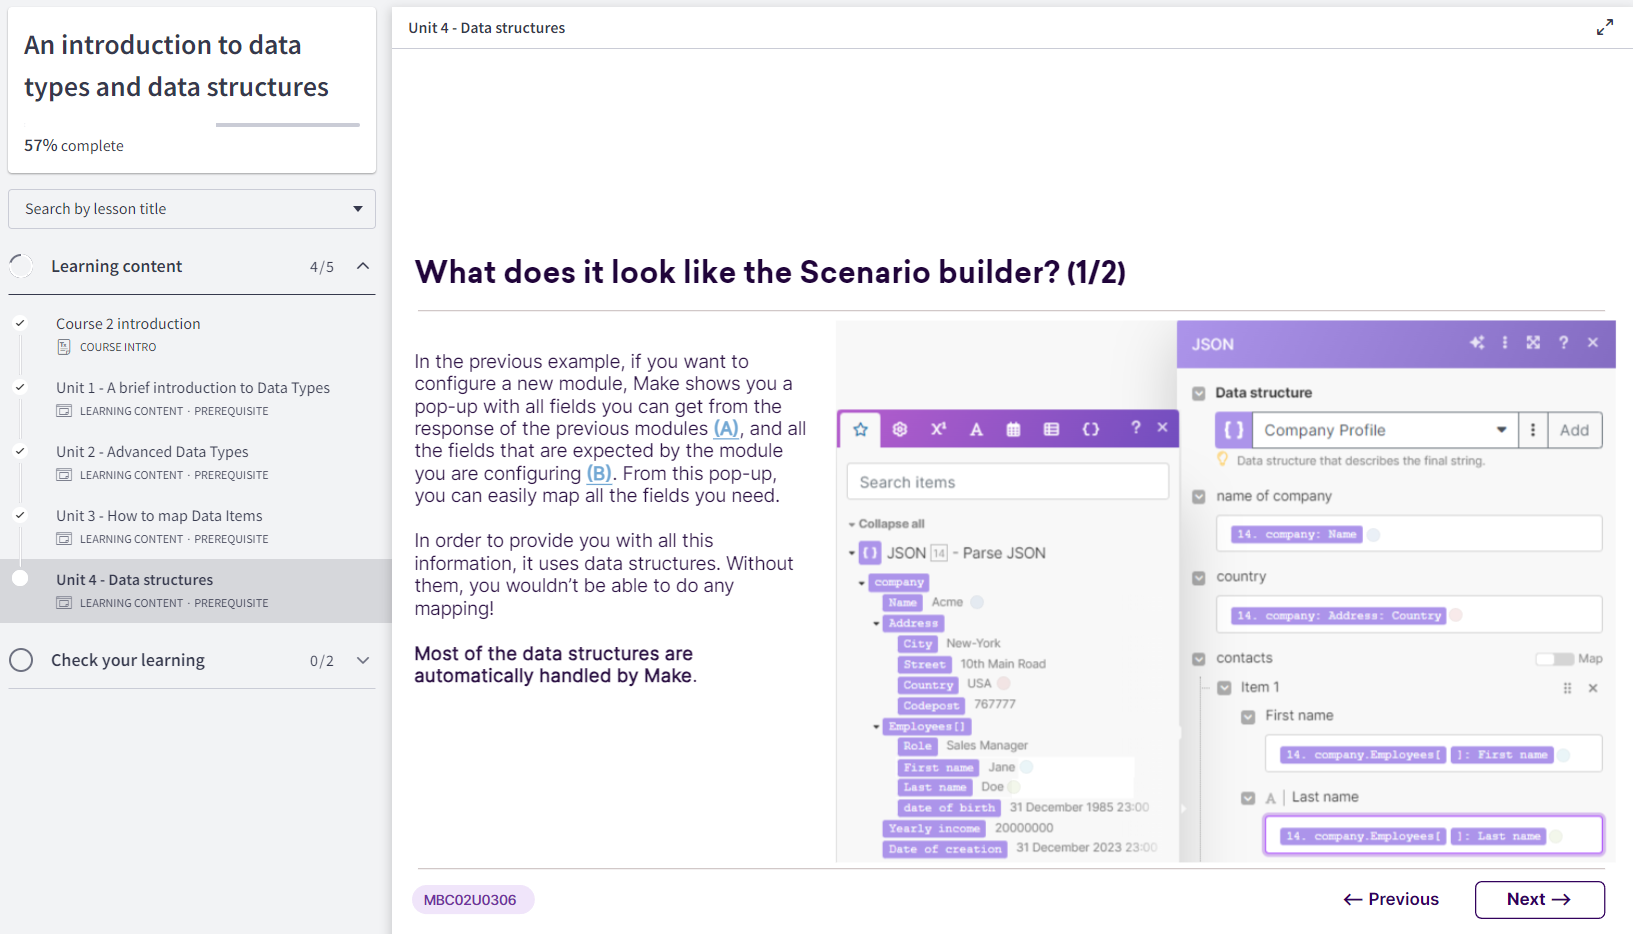 An introduction to data
types and data structures
57% complete
Search by lesson title
Learning content 4/5
Course 2 introduction
COURSE INTRO
Unit 1 - A brief introduction to Data Types
LEARNING CONTENT · PREREQUISITE
Unit 2 - Advanced Data Types
LEARNING CONTENT · PREREQUISITE
Unit 3 - How to map Data Items
LEARNING CONTENT · PREREQUISITE
Unit 4 - Data structures
LEARNING CONTENT · PREREQUISITE
Check your learning 0/2
Unit 4 - Data structures
What does it look like the Scenario builder? (1/2)
In the previous example, if you want to
configure a new module, Make shows you a
pop-up with all fields you can get from the
response of the previous modules (A), and all
the fields that are expected by the module
you are configuring (B). From this pop-up,
you can easily map all the fields you need.
In order to provide you with all this
information, it uses data structures. Without
them, you wouldn't be able to do any
mapping!
Most of the data structures are
automatically handled by Make.
Search items
Collapse all
JSON 14 - Parse JSON
company
Name Acme
Address
City New-York
Street 10th Main Road
Country USA
Codepost 767777
Employees[]
Role Sales Manager
First name Jane
Last name Doe
date of birth 31 December 1985 23:00
Yearly income 20000000
Date of creation 31 December 2023 23:00
JSON
Data structure
Company Profile Add
Data structure that describes the final string.
name of company
14. company: Name
country
14. company: Address: Country
contacts Map
Item 1
First name
14. company.Employees[ ]: First name
A Last name
14. company.Employees[ ]: Last name
MBC02U0306
← Previous
Next →